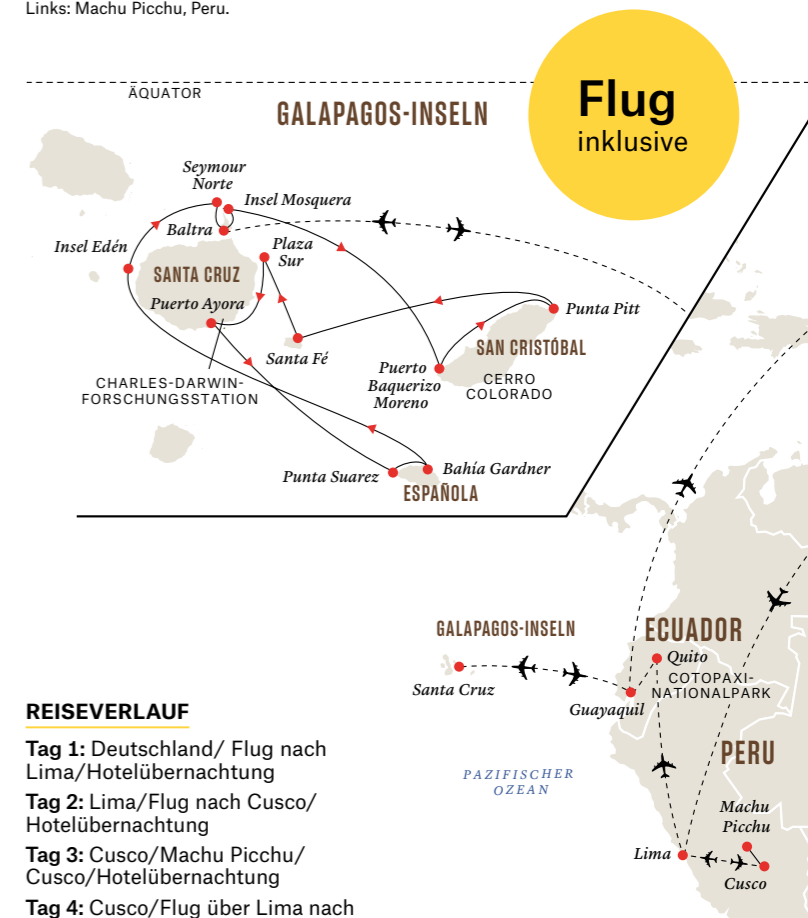 Links: Machu Picchu, Peru.
ÄQUATOR
GALAPAGOS-INSELN
Flug
inklusive
Seymour
Norte
Insel Mosquera
Baltra
Plaza
Sur
Insel Edén
SANTA CRUZ
Puerto Ayora
Punta Pitt
Santa Fé
SAN CRISTÓBAL
Puerto
Baquerizo
Moreno
CERRO
COLORADO
CHARLES-DARWIN-
FORSCHUNGSSTATION
Punta Suarez
Bahía Gardner
ESPAÑOLA
GALAPAGOS-INSELN
ECUADOR
Quito
COTOPAXI-
NATIONALPARK
Santa Cruz
Guayaquil
PERU
PAZIFISCHER
OZEAN
Machu
Picchu
Lima
Cusco
REISEVERLAUF
Tag 1: Deutschland/ Flug nach
Lima/Hotelübernachtung
Tag 2: Lima/Flug nach Cusco/
Hotelübernachtung
Tag 3: Cusco/Machu Picchu/
Cusco/Hotelübernachtung
Tag 4: Cusco/Flug über Lima nach